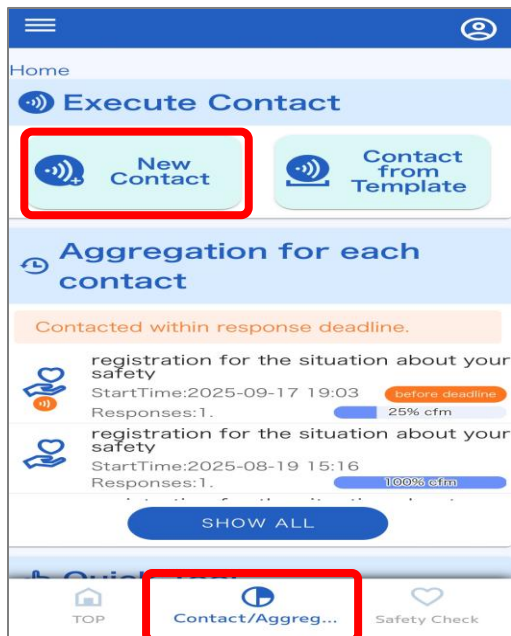 Home
Execute Contact
New
Contact
Contact
from
Template
Aggregation for each
contact
Contacted within response deadline.
registration for the situation about your
safety
StartTime:2025-09-17 19:03 before deadline
Responses:1. 25% cfm
registration for the situation about your
safety
StartTime:2025-08-19 15:16
Responses:1. 100% cfm
SHOW ALL
TOP Contact/Aggreg... Safety Check